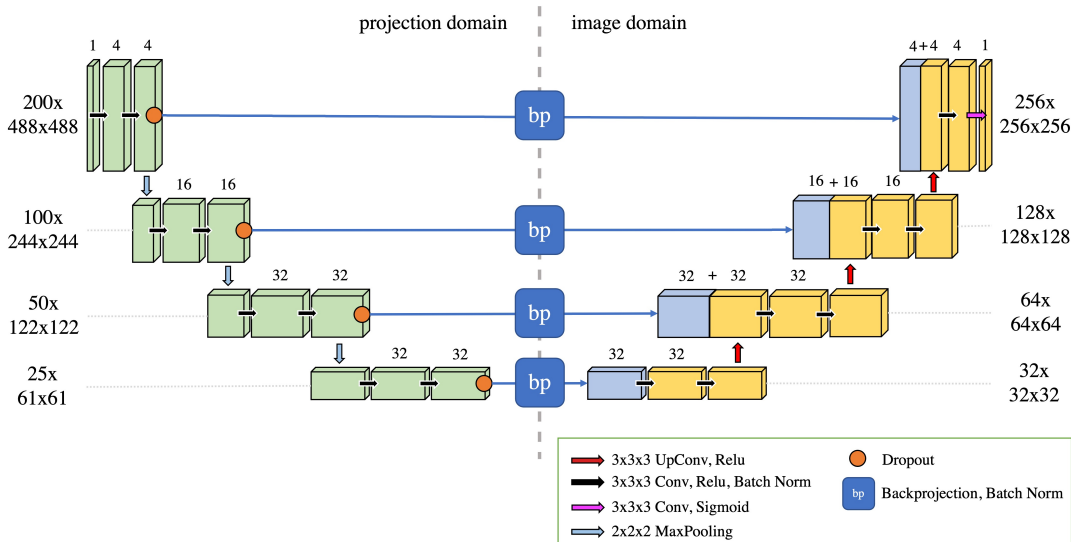 projection domain
image domain
1 4 4
4+4 4 1
200x
488x488
bp
256x
256x256
16 16
16 + 16 16
100x
244x244
bp
128x
128x128
32 32
32 + 32 32
50x
122x122
bp
64x
64x64
32 32
32 32
25x
61x61
bp
32x
32x32
3x3x3 UpConv, Relu
3x3x3 Conv, Relu, Batch Norm
3x3x3 Conv, Sigmoid
2x2x2 MaxPooling
Dropout
bp
Backprojection, Batch Norm